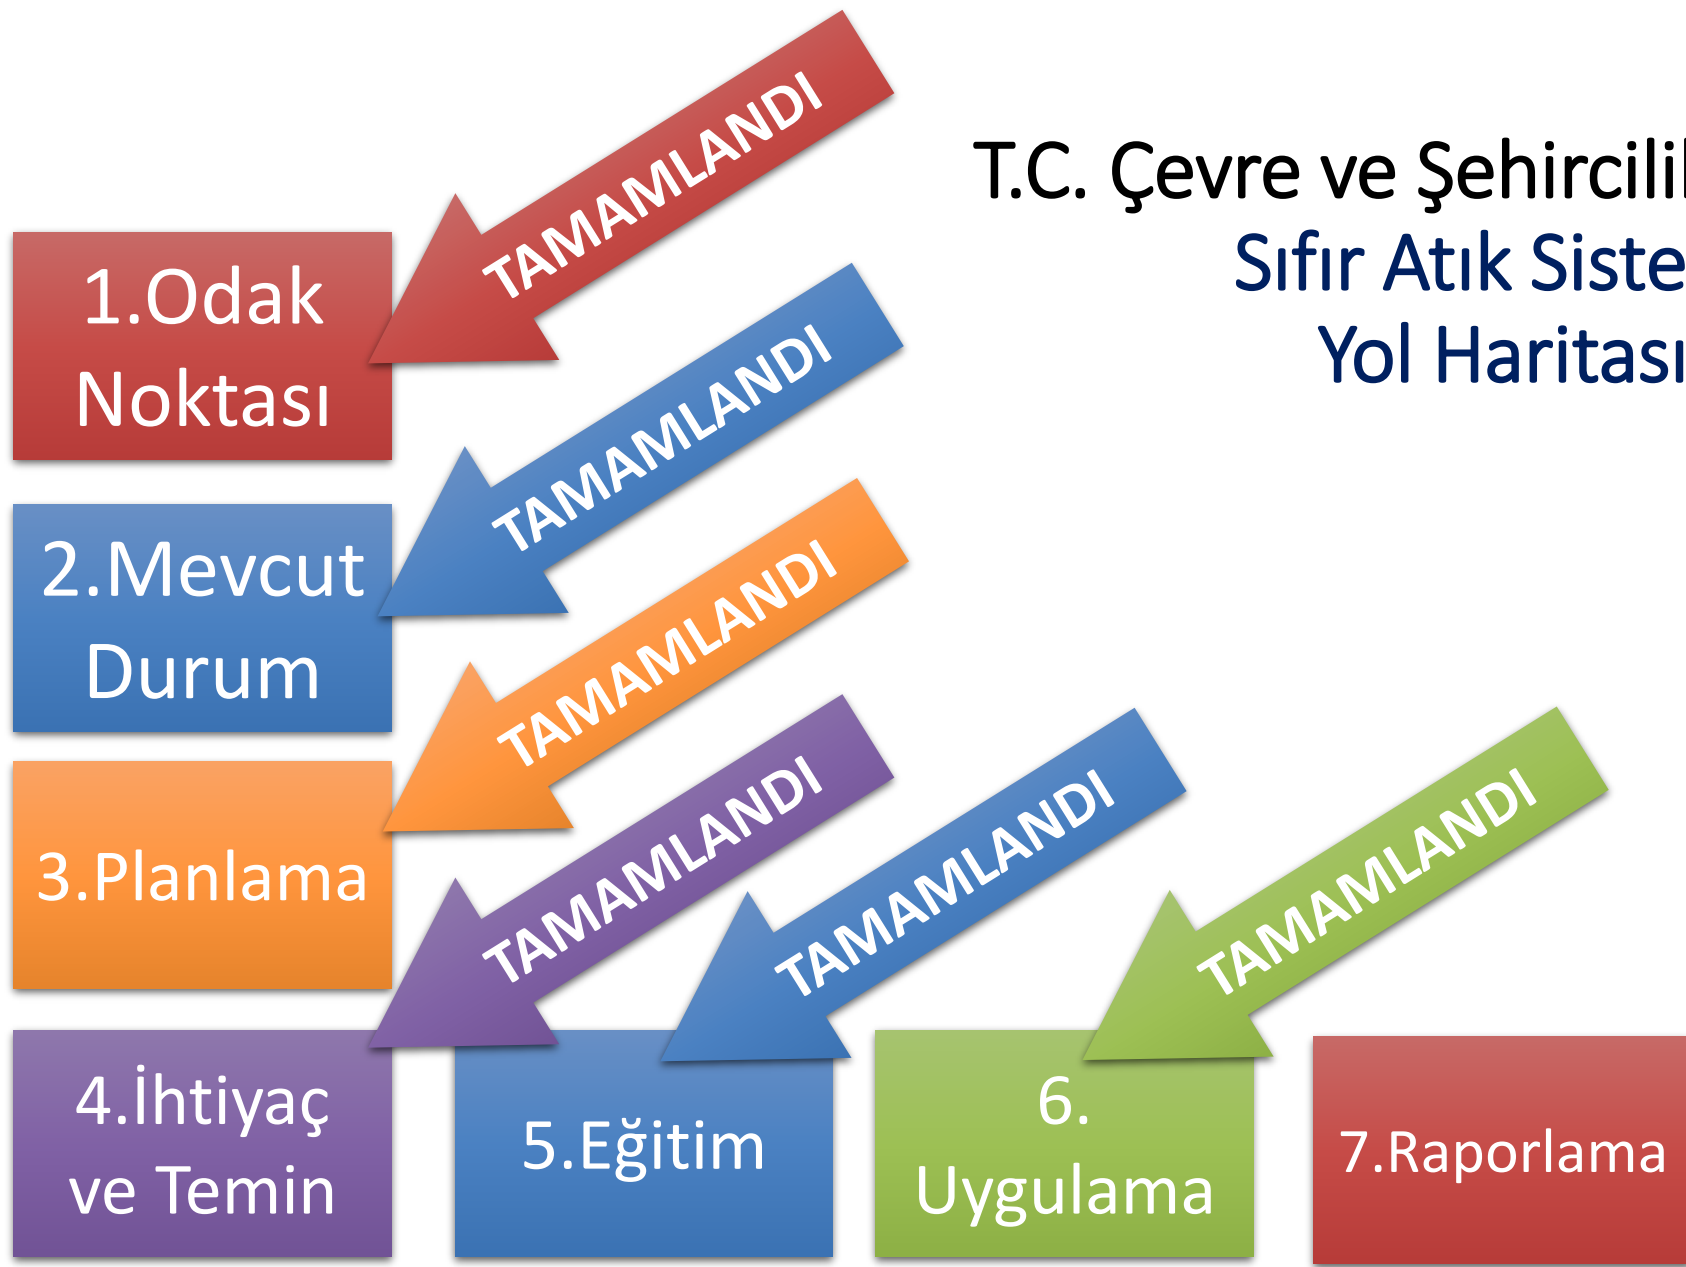 T.C. Çevre ve Şehircilik
Sıfır Atık Siste
Yol Haritası
TAMAMLANDI
1.Odak
Noktası
TAMAMLANDI
2.Mevcut
Durum
TAMAMLANDI
3.Planlama
TAMAMLANDI
4.İhtiyaç
ve Temin
TAMAMLANDI
5.Eğitim
TAMAMLANDI
6.
Uygulama
7.Raporlama